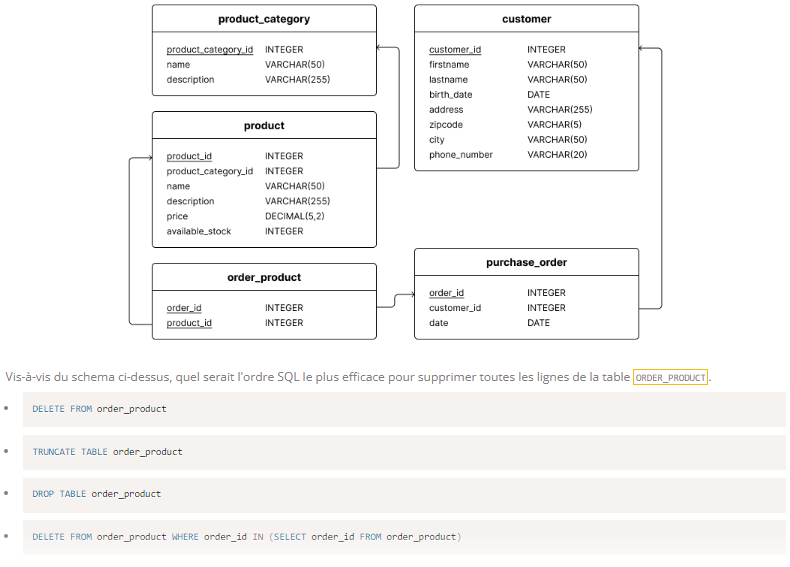 product_category
product_category_id INTEGER
name VARCHAR(50)
description VARCHAR(255)
customer
customer_id INTEGER
firstname VARCHAR(50)
lastname VARCHAR(50)
birth_date DATE
address VARCHAR(255)
zipcode VARCHAR(5)
city VARCHAR(50)
phone_number VARCHAR(20)
product
product_id INTEGER
product_category_id INTEGER
name VARCHAR(50)
description VARCHAR(255)
price DECIMAL(5,2)
available_stock INTEGER
order_product
order_id INTEGER
product_id INTEGER
purchase_order
order_id INTEGER
customer_id INTEGER
date DATE
Vis-à-vis du schema ci-dessus, quel serait l'ordre SQL le plus efficace pour supprimer toutes les lignes de la table ORDER_PRODUCT.
DELETE FROM order_product
TRUNCATE TABLE order_product
DROP TABLE order_product
DELETE FROM order_product WHERE order_id IN (SELECT order_id FROM order_product)